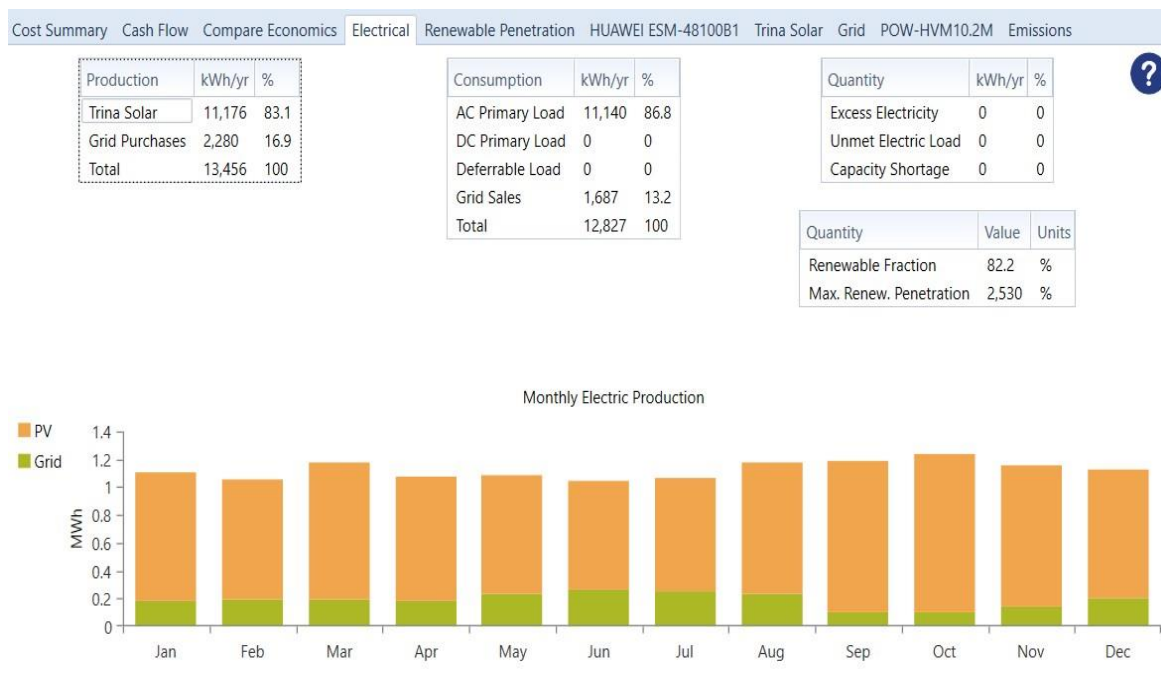 Cost Summary Cash Flow Compare Economics Electrical Renewable Penetration HUAWEI ESM-48100B1 Trina Solar Grid POW-HVM10.2M Emissions
?
Production kWh/yr %
Trina Solar 11,176 83.1
Grid Purchases 2,280 16.9
Total 13,456 100
Consumption kWh/yr %
AC Primary Load 11,140 86.8
DC Primary Load 0 0
Deferrable Load 0 0
Grid Sales 1,687 13.2
Total 12,827 100
Quantity kWh/yr %
Excess Electricity 0 0
Unmet Electric Load 0 0
Capacity Shortage 0 0
Quantity Value Units
Renewable Fraction 82.2 %
Max. Renew. Penetration 2,530 %
Monthly Electric Production
PV
Grid
MWh
1.4
1.2
1
0.8
0.6
0.4
0.2
0
Jan Feb Mar Apr May Jun Jul Aug Sep Oct Nov Dec